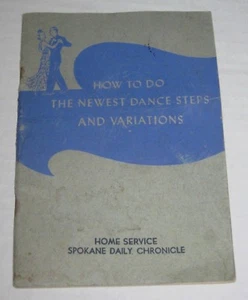 HOW TO DO
THE NEWEST DANCE STEPS
AND VARIATIONS
HOME SERVICE
SPOKANE DAILY CHRONICLE